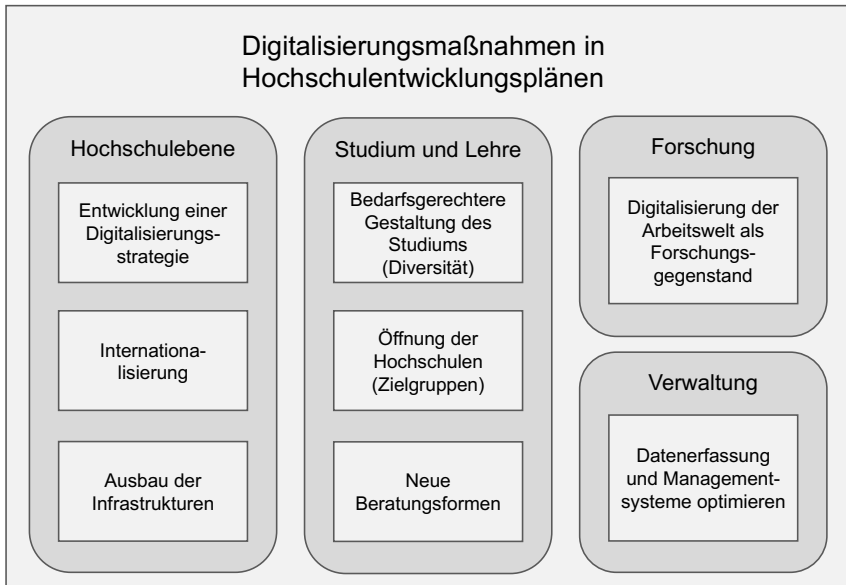 Digitalisierungsmaßnahmen in
Hochschulentwicklungsplänen
Hochschulebene
Entwicklung einer
Digitalisierungs-
strategie
Internationa-
lisierung
Ausbau der
Infrastrukturen
Studium und Lehre
Bedarfsgerechtere
Gestaltung des
Studiums
(Diversität)
Öffnung der
Hochschulen
(Zielgruppen)
Neue
Beratungsformen
Forschung
Digitalisierung der
Arbeitswelt als
Forschungs-
gegenstand
Verwaltung
Datenerfassung
und Management-
systeme optimieren